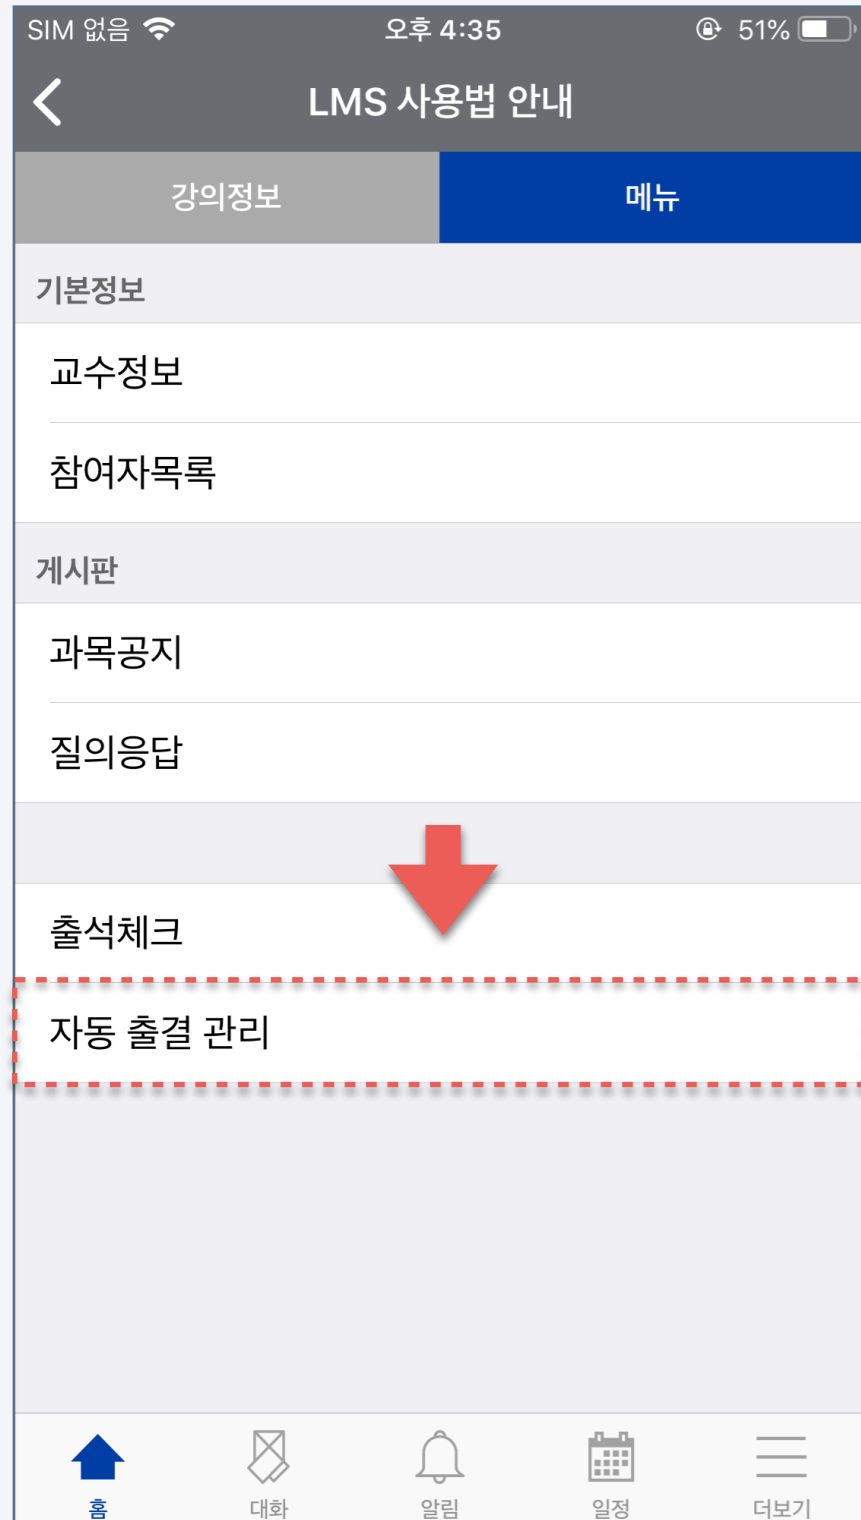 SIM 없음 오후 4:35 51%
LMS 사용법 안내
강의정보 메뉴
기본정보
교수정보
참여자목록
게시판
과목공지
질의응답
출석체크
자동 출결 관리
홈 대화 알림 일정 더보기